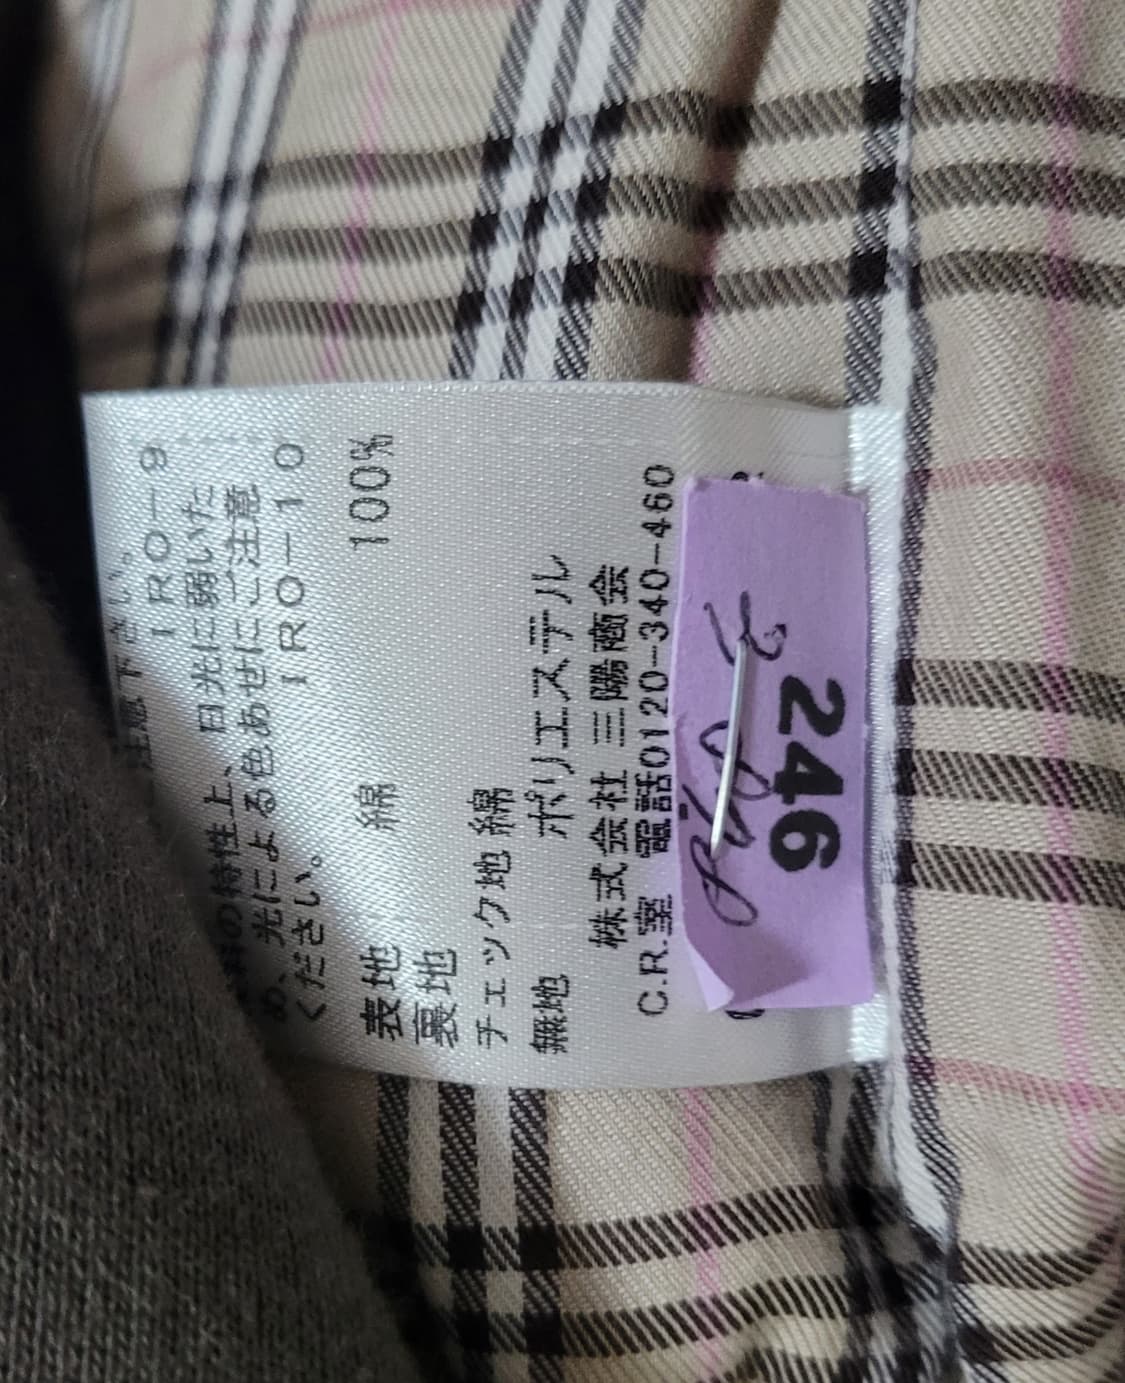 下さい。
IRO-9
の特性上、日光に弱いた
め、光による色あせにご注意
ください。 IRO-10
表地 綿 100%
裏地
チェック地 綿
無地 ポリエステル
株式会社 三陽商会
C.R.室 電話0120-340-460
246